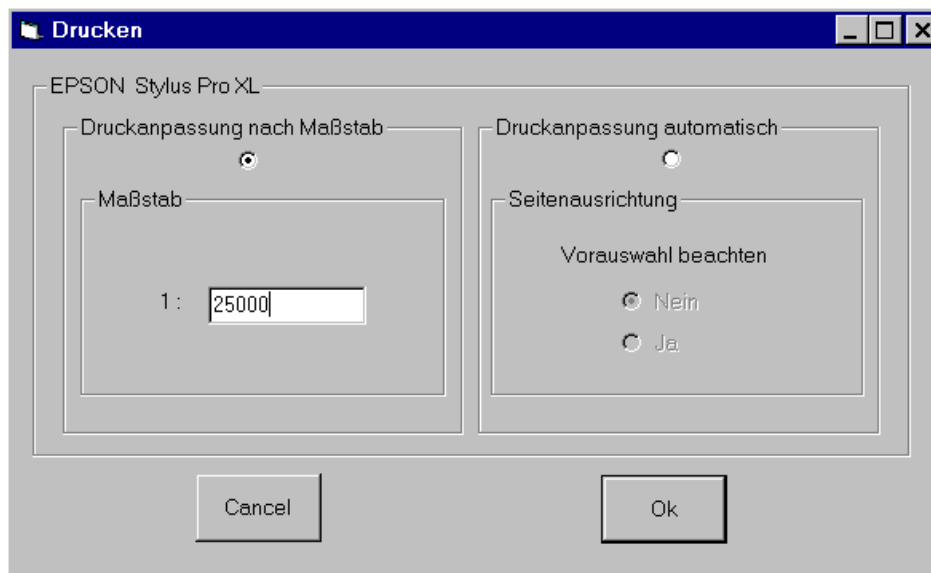 Drucken
EPSON Stylus Pro XL
Druckanpassung nach Maßstab
Maßstab
1 : 25000
Druckanpassung automatisch
Seitenausrichtung
Vorauswahl beachten
Nein
Ja
Cancel
Ok